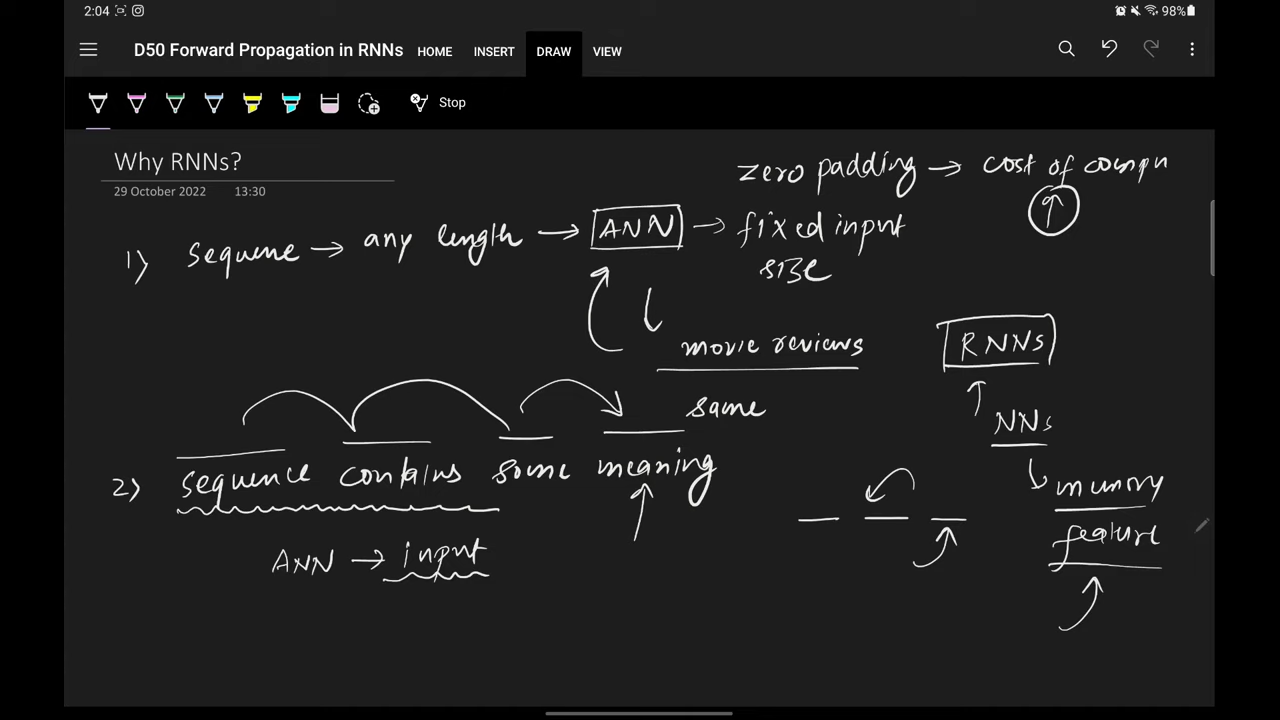 2:04 98%
D50 Forward Propagation in RNNs HOME INSERT DRAW VIEW
Stop
Why RNNs?
29 October 2022 13:30
zero padding → cost of compu ↑
1) sequene → any length → ANN → fixed input
size
movie reviews
same
RNNs
NNs
memory
feature
2) sequence contains some meaning
ANN → input